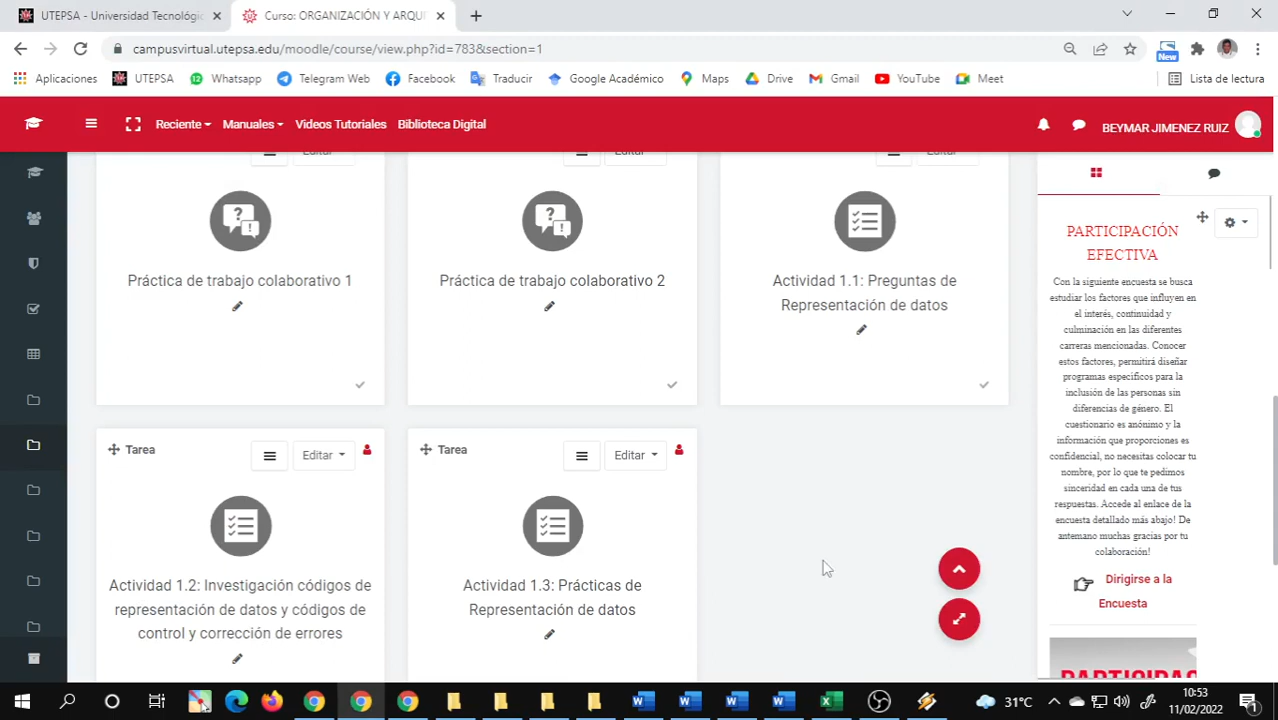 UTEPSA - Universidad Tecnológic
Curso: ORGANIZACIÓN Y ARQU
campusvirtual.utepsa.edu/moodle/course/view.php?id=783&section=1
New
Aplicaciones
UTEPSA
Whatsapp
Telegram Web
Facebook
Traducir
Google Académico
Maps
Drive
Gmail
YouTube
Meet
Lista de lectura
Reciente
Manuales
Videos Tutoriales
Biblioteca Digital
BEYMAR JIMENEZ RUIZ
Editar
Editar
Editar
Práctica de trabajo colaborativo 1
Práctica de trabajo colaborativo 2
Actividad 1.1: Preguntas de
Representación de datos
Tarea
Editar
Tarea
Editar
Actividad 1.2: Investigación códigos de
representación de datos y códigos de
control y corrección de errores
Actividad 1.3: Prácticas de
Representación de datos
PARTICIPACIÓN
EFECTIVA
Con la siguiente encuesta se busca
estudiar los factores que influyen en
el interés, continuidad y
culminación en las diferentes
carreras mencionadas. Conocer
estos factores, permitirá diseñar
programas específicos para la
inclusión de las personas sin
diferencias de género. El
cuestionario es anónimo y la
información que proporciones es
confidencial, no necesitas colocar tu
nombre, por lo que te pedimos
sinceridad en cada una de tus
respuestas. Accede al enlace de la
encuesta detallado más abajo! De
antemano muchas gracias por tu
colaboración!
Dirigirse a la
Encuesta
PARTICIPAC
31°C
10:53
11/02/2022
1